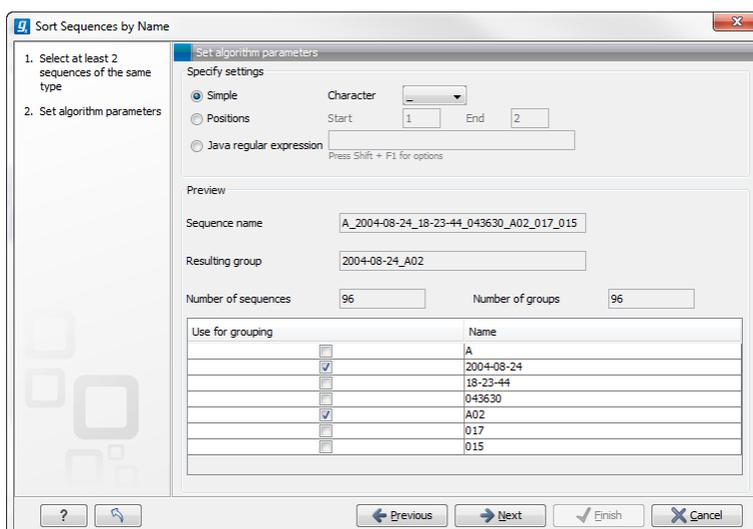 Sort Sequences by Name
1. Select at least 2
sequences of the same
type
2. Set algorithm parameters
Set algorithm parameters
Specify settings
Simple Character _
Positions Start 1 End 2
Java regular expression
Press Shift + F1 for options
Preview
Sequence name A_2004-08-24_18-23-44_043630_A02_017_015
Resulting group 2004-08-24_A02
Number of sequences 96 Number of groups 96
Use for grouping Name
A
2004-08-24
18-23-44
043630
A02
017
015
? Previous Next Finish Cancel